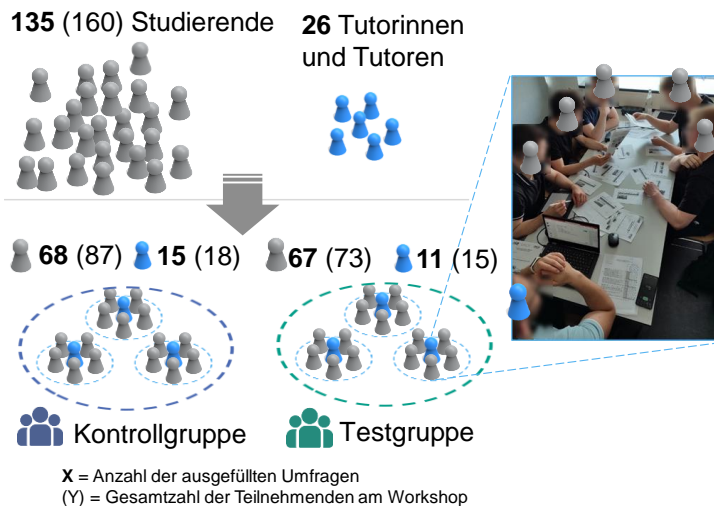 135 (160) Studierende
26 Tutorinnen
und Tutoren
68 (87) 15 (18) 67 (73) 11 (15)
Kontrollgruppe Testgruppe
X = Anzahl der ausgefüllten Umfragen
(Y) = Gesamtzahl der Teilnehmenden am Workshop